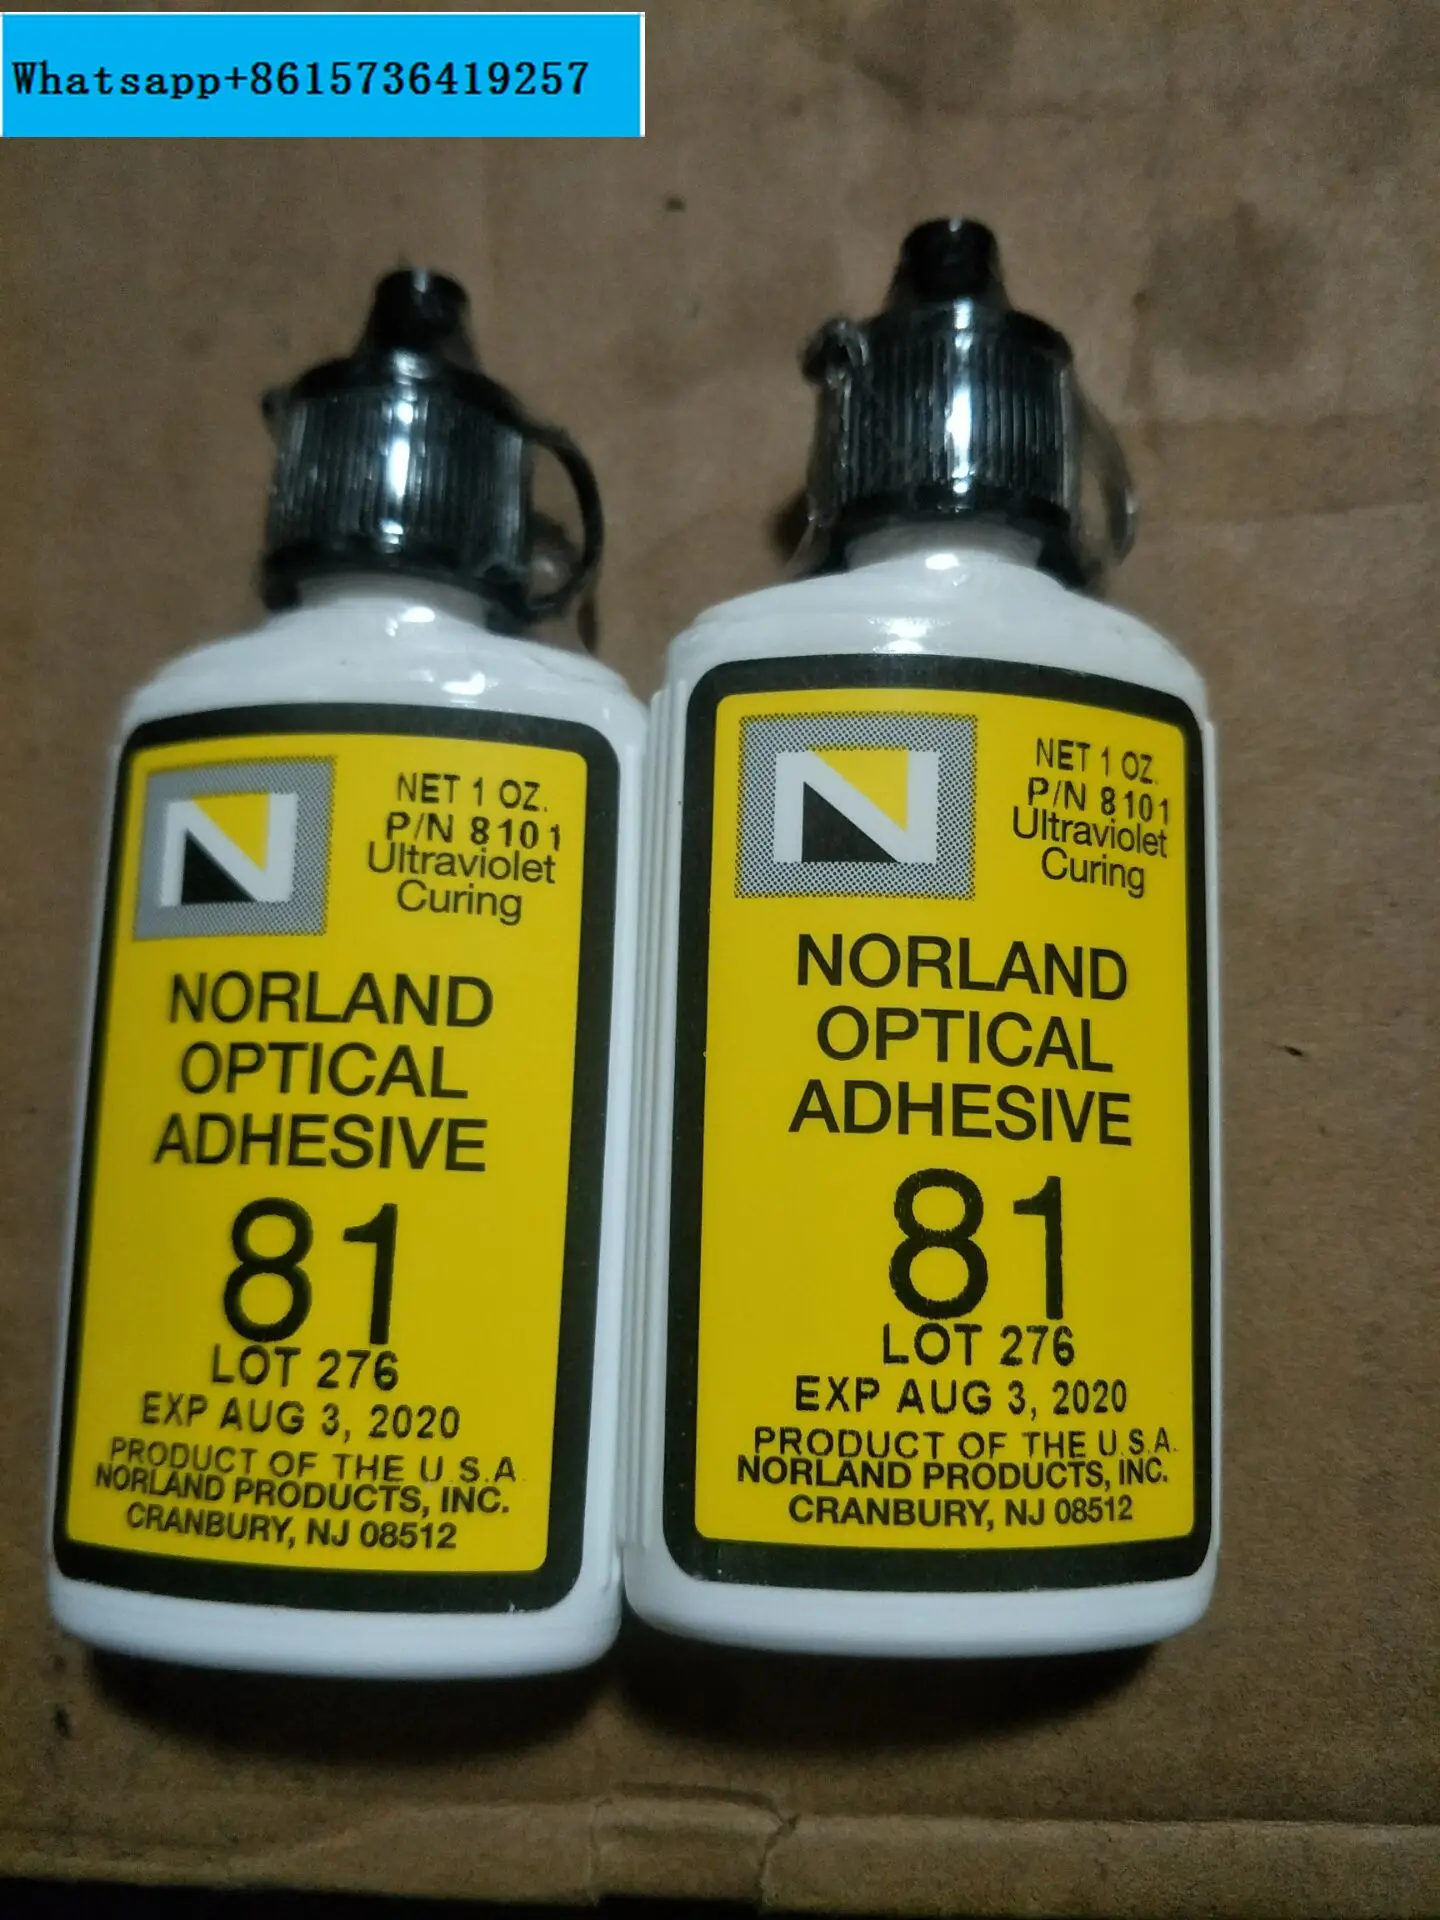 Whatsapp+8615736419257
N
NET 1 OZ.
P/N 8101
Ultraviolet
Curing
NORLAND
OPTICAL
ADHESIVE
81
LOT 276
EXP AUG 3, 2020
PRODUCT OF THE U.S.A.
NORLAND PRODUCTS, INC.
CRANBURY, NJ 08512
N
NET 1 OZ.
P/N 8101
Ultraviolet
Curing
NORLAND
OPTICAL
ADHESIVE
81
LOT 276
EXP AUG 3, 2020
PRODUCT OF THE U.S.A.
NORLAND PRODUCTS, INC.
CRANBURY, NJ 08512